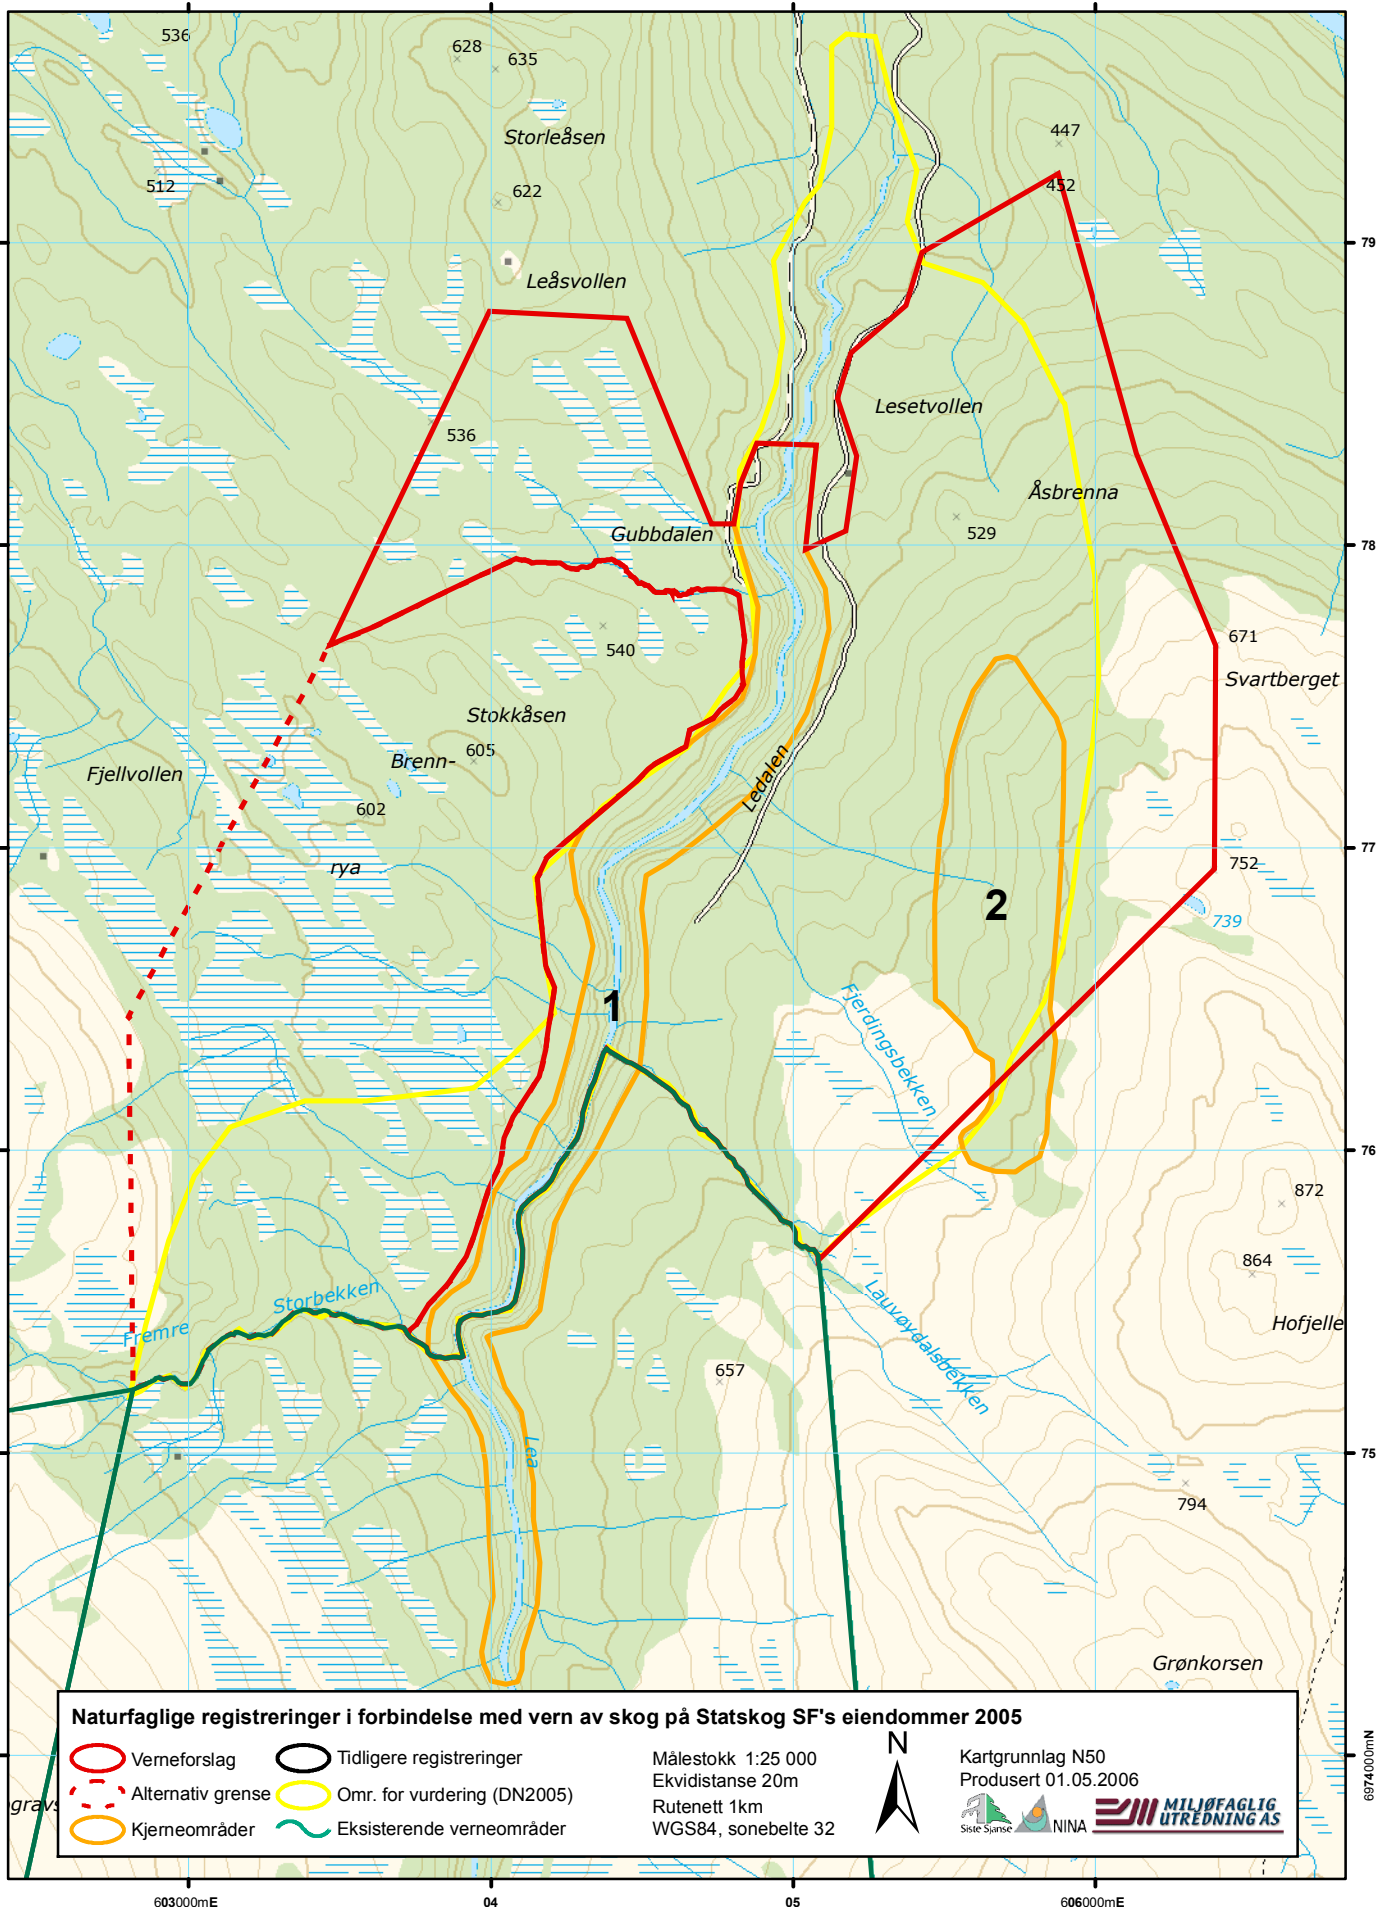 536
628
635
Storleåsen
447
512
622
452
79
Leåsvollen
Lesetvollen
536
Åsbrenna
Gubbdalen
529
78
671
540
Svartberget
Stokkåsen
605
Brenn-
Fjellvollen
Ledalen
602
77
rya
752
2
739
1
Fjerdingsbekken
76
872
864
Storbekken
Lauvøydalsbekken
Fremre
Hofjelle
657
75
Lea
794
Grønkorsen
Naturfaglige registreringer i forbindelse med vern av skog på Statskog SF's eiendommer 2005
Verneforslag
Tidligere registreringer
Målestokk 1:25 000
N
Kartgrunnlag N50
Ekvidistanse 20m
Produsert 01.05.2006
Alternativ grense
Omr. for vurdering (DN2005)
Rutenett 1km
Kjerneområder
Eksisterende verneområder
WGS84, sonebelte 32
Siste Sjanse
NINA
MILJØFAGLIG
UTREDNING AS
gravs
6974000mN
603000mE
04
05
606000mE